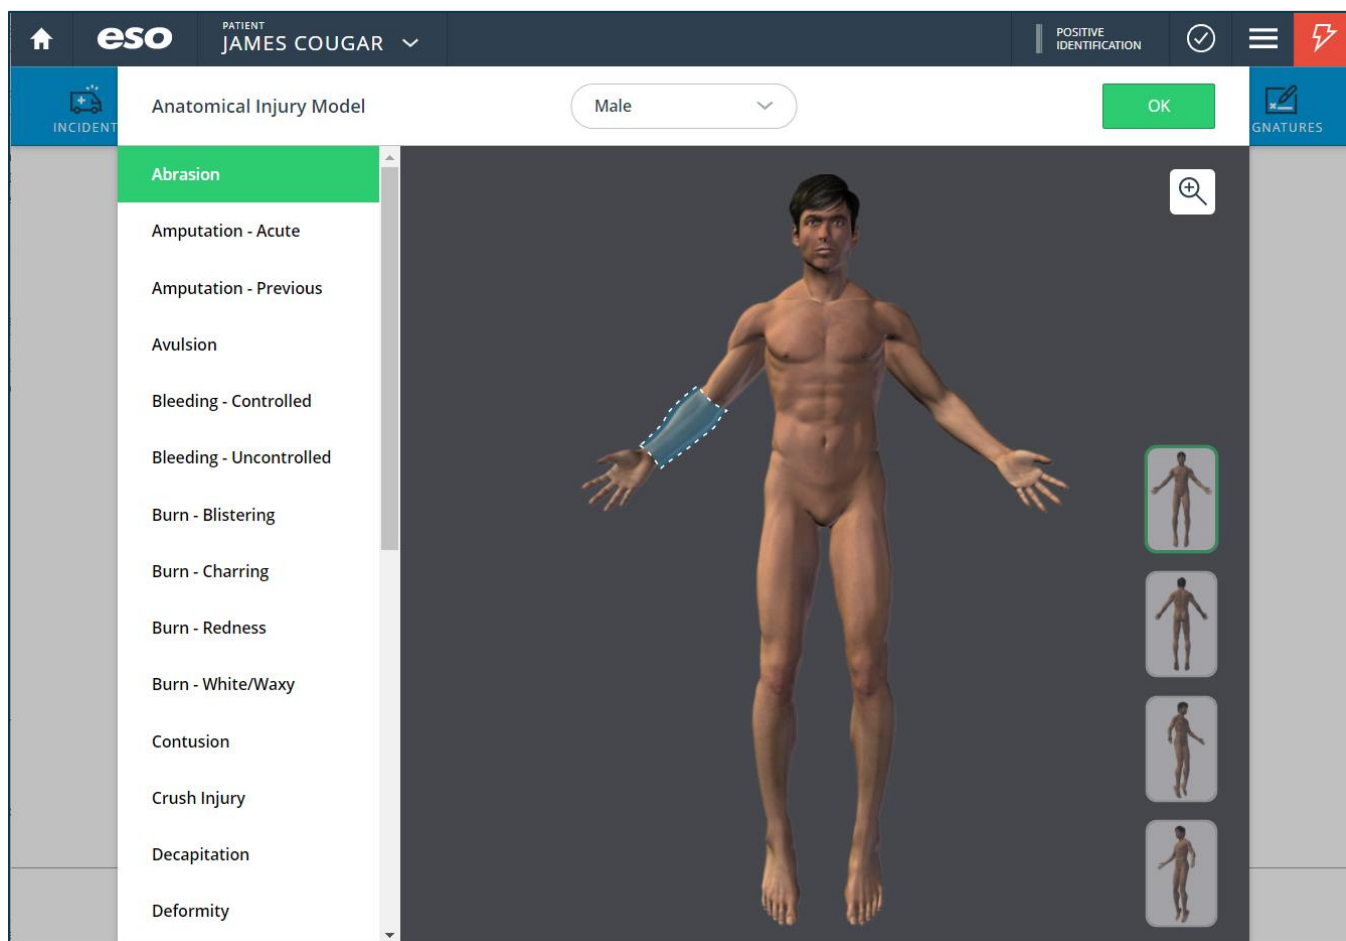 eso
PATIENT
JAMES COUGAR
POSITIVE
IDENTIFICATION
INCIDENT
Anatomical Injury Model
Male
OK
GNATURES
Abrasion
Amputation - Acute
Amputation - Previous
Avulsion
Bleeding - Controlled
Bleeding - Uncontrolled
Burn - Blistering
Burn - Charring
Burn - Redness
Burn - White/Waxy
Contusion
Crush Injury
Decapitation
Deformity